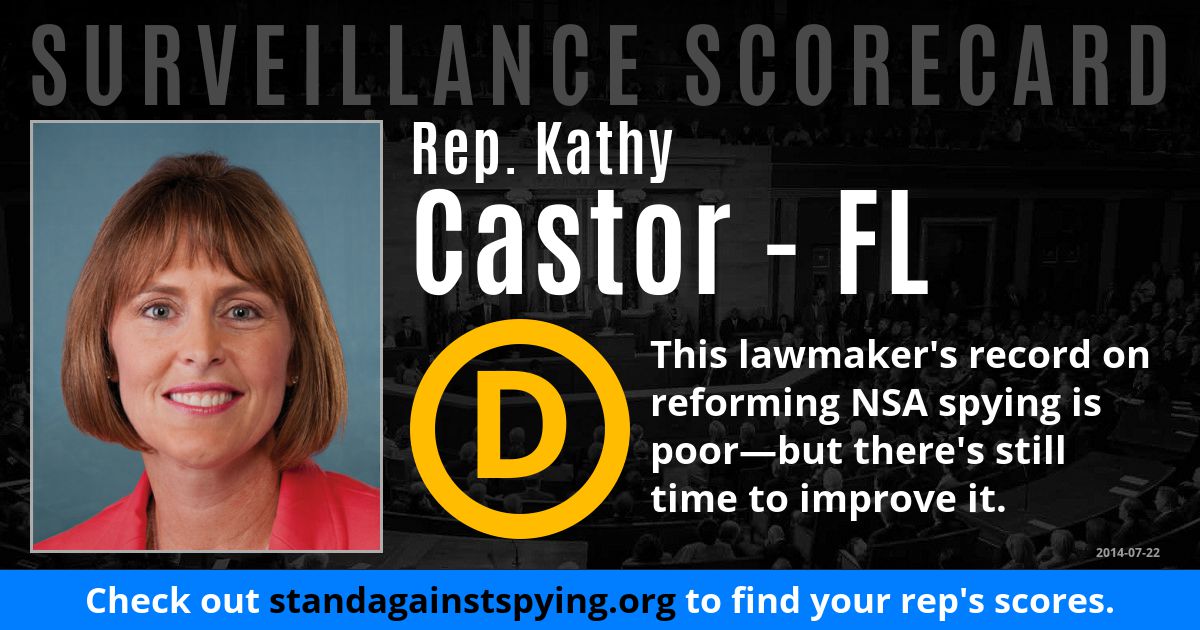 SURVEILLANCE SCORECARD
Rep. Kathy
Castor - FL
D
This lawmaker's record on
reforming NSA spying is
poor—but there's still
time to improve it.
2014-07-22
Check out standagainstspying.org to find your rep's scores.